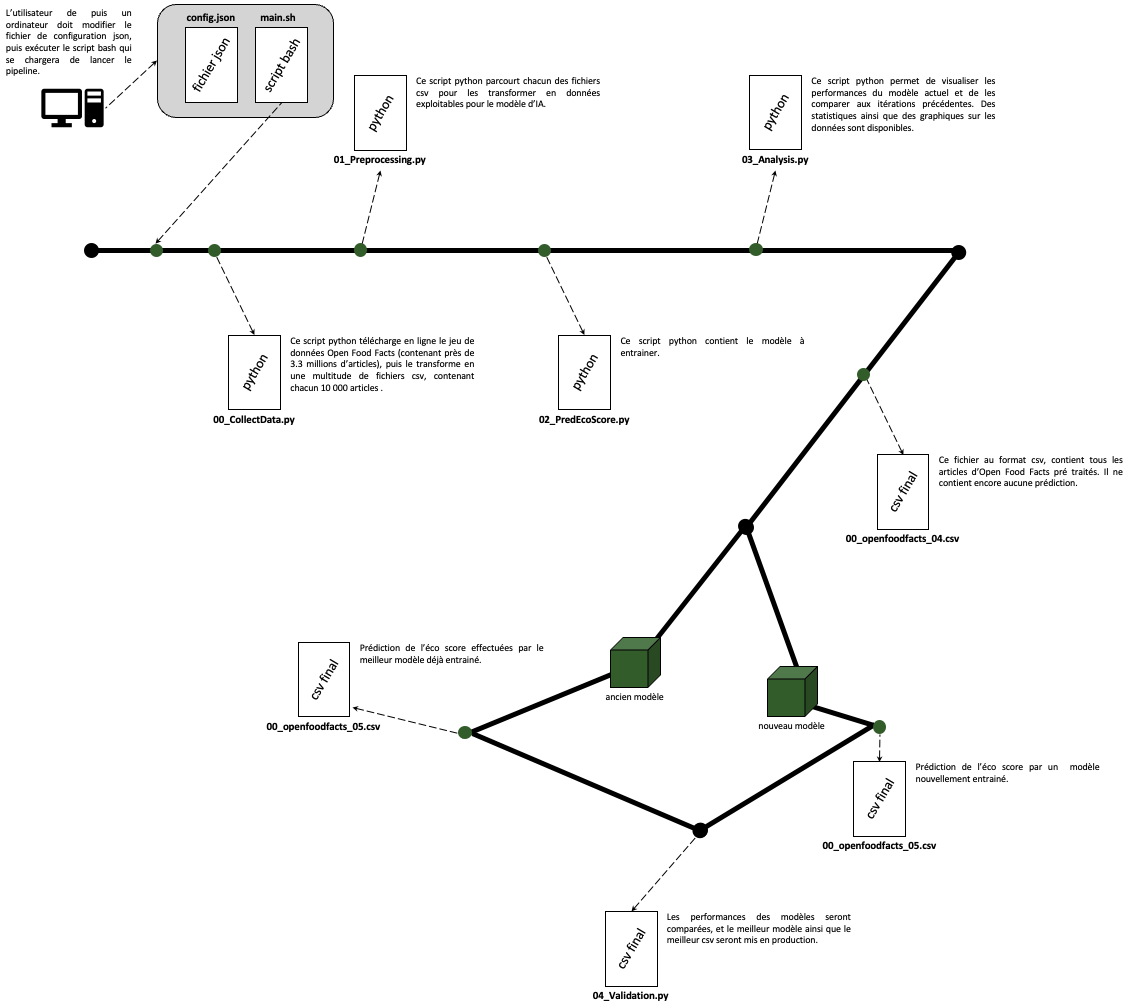 L'utilisateur de puis un
ordinateur doit modifier le
fichier de configuration json,
puis exécuter le script bash qui
se chargera de lancer le
pipeline.
config.json
main.sh
fichier json
script bash
python
Ce script python parcourt chacun des fichiers
csv pour les transformer en données
exploitables pour le modèle d'IA.
01_Preprocessing.py
python
Ce script python permet de visualiser les
performances du modèle actuel et de les
comparer aux itérations précédentes. Des
statistiques ainsi que des graphiques sur les
données sont disponibles.
03_Analysis.py
python
Ce script python télécharge en ligne le jeu de
données Open Food Facts (contenant près de
3.3 millions d'articles), puis le transforme en
une multitude de fichiers csv, contenant
chacun 10 000 articles .
00_CollectData.py
python
Ce script python contient le modèle à
entrainer.
02_PredEcoScore.py
csv final
Ce fichier au format csv, contient tous les
articles d'Open Food Facts pré traités. Il ne
contient encore aucune prédiction.
00_openfoodfacts_04.csv
csv final
Prédiction de l'éco score effectuées par le
meilleur modèle déjà entrainé.
00_openfoodfacts_05.csv
ancien modèle
nouveau modèle
csv final
Prédiction de l'éco score par un modèle
nouvellement entrainé.
00_openfoodfacts_05.csv
csv final
Les performances des modèles seront
comparées, et le meilleur modèle ainsi que le
meilleur csv seront mis en production.
04_Validation.py